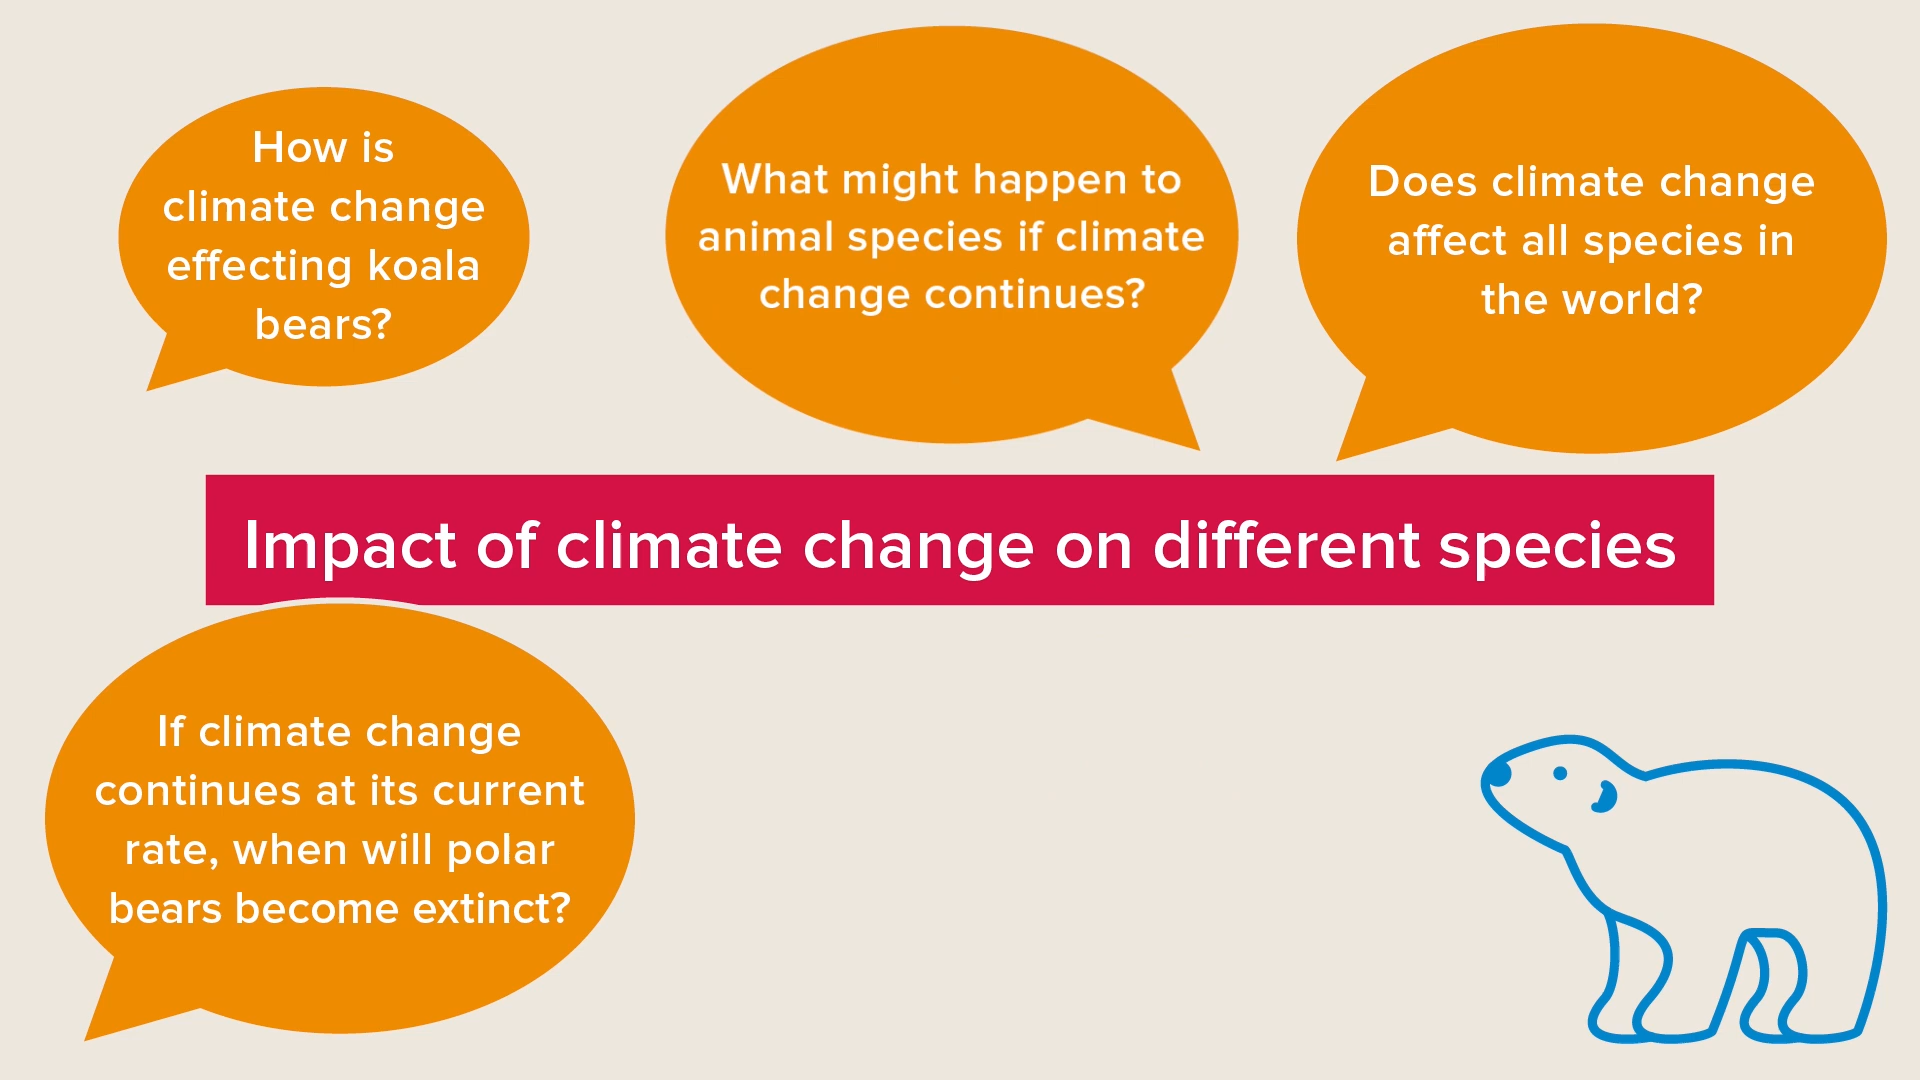 How is
climate change
effecting koala
bears?
What might happen to
animal species if climate
change continues?
Does climate change
affect all species in
the world?
Impact of climate change on different species
If climate change
continues at its current
rate, when will polar
bears become extinct?